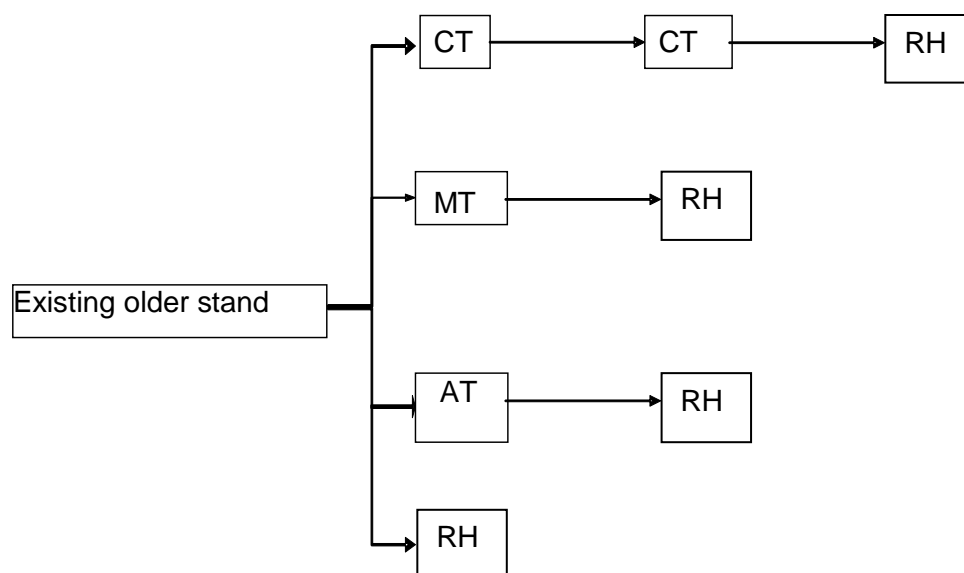 CT
CT
RH
MT
RH
Existing older stand
AT
RH
RH